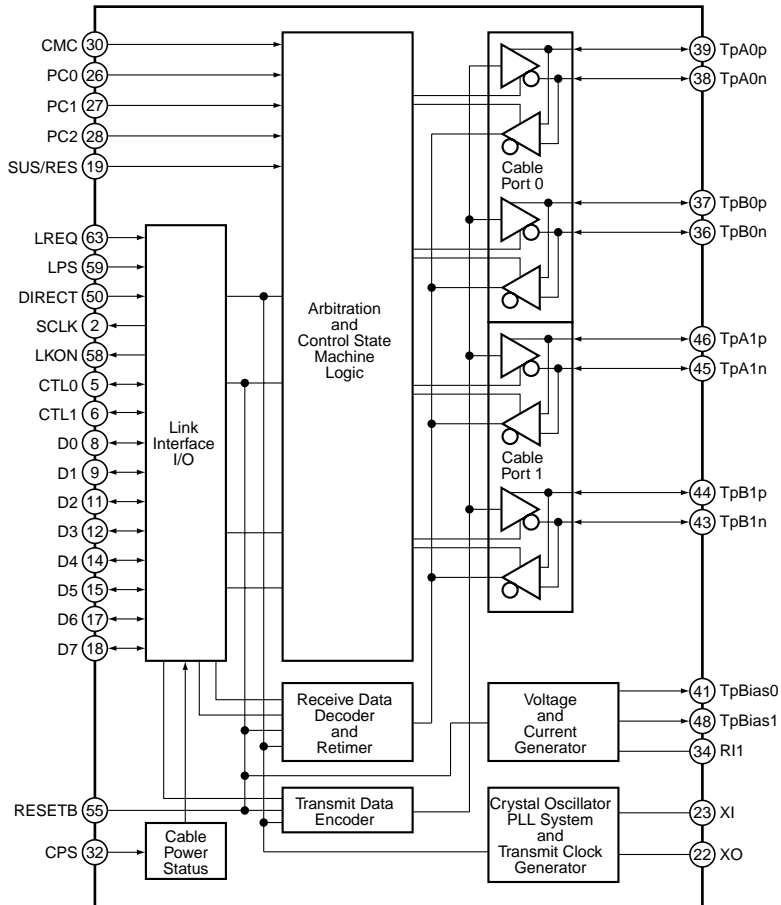 CMC 30
PC0 26
PC1 27
PC2 28
SUS/RES 19
LREQ 63
LPS 59
DIRECT 50
SCLK 2
LKON 58
CTL0 5
CTL1 6
D0 8
D1 9
D2 11
D3 12
D4 14
D5 15
D6 17
D7 18
RESETB 55
CPS 32
Link
Interface
I/O
Cable
Power
Status
Arbitration
and
Control State
Machine
Logic
Receive Data
Decoder
and
Retimer
Transmit Data
Encoder
Cable
Port 0
Cable
Port 1
Voltage
and
Current
Generator
Crystal Oscillator
PLL System
and
Transmit Clock
Generator
39 TpA0p
38 TpA0n
37 TpB0p
36 TpB0n
46 TpA1p
45 TpA1n
44 TpB1p
43 TpB1n
41 TpBias0
48 TpBias1
34 RI1
23 XI
22 XO